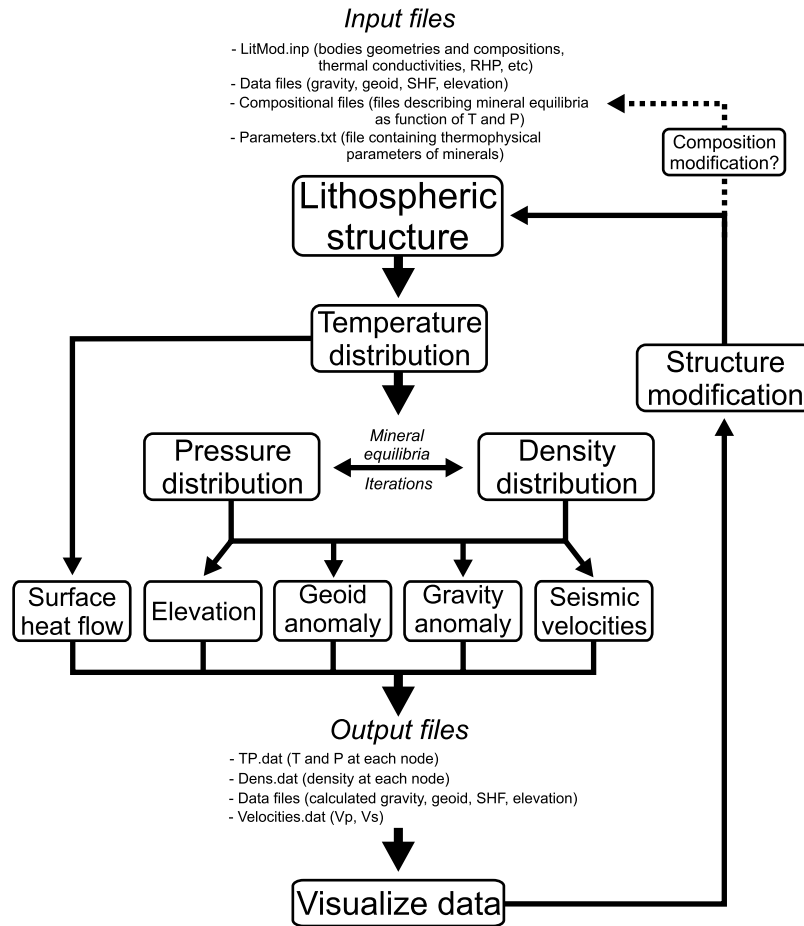 Input files
- LitMod.inp (bodies geometries and compositions,
thermal conductivities, RHP, etc)
- Data files (gravity, geoid, SHF, elevation)
- Compositional files (files describing mineral equilibria
as function of T and P)
- Parameters.txt (file containing thermophysical
parameters of minerals)
Composition
modification?
Lithospheric
structure
Temperature
distribution
Structure
modification
Pressure
distribution
Mineral
equilibria
Iterations
Density
distribution
Surface
heat flow
Elevation
Geoid
anomaly
Gravity
anomaly
Seismic
velocities
Output files
- TP.dat (T and P at each node)
- Dens.dat (density at each node)
- Data files (calculated gravity, geoid, SHF, elevation)
- Velocities.dat (Vp, Vs)
Visualize data